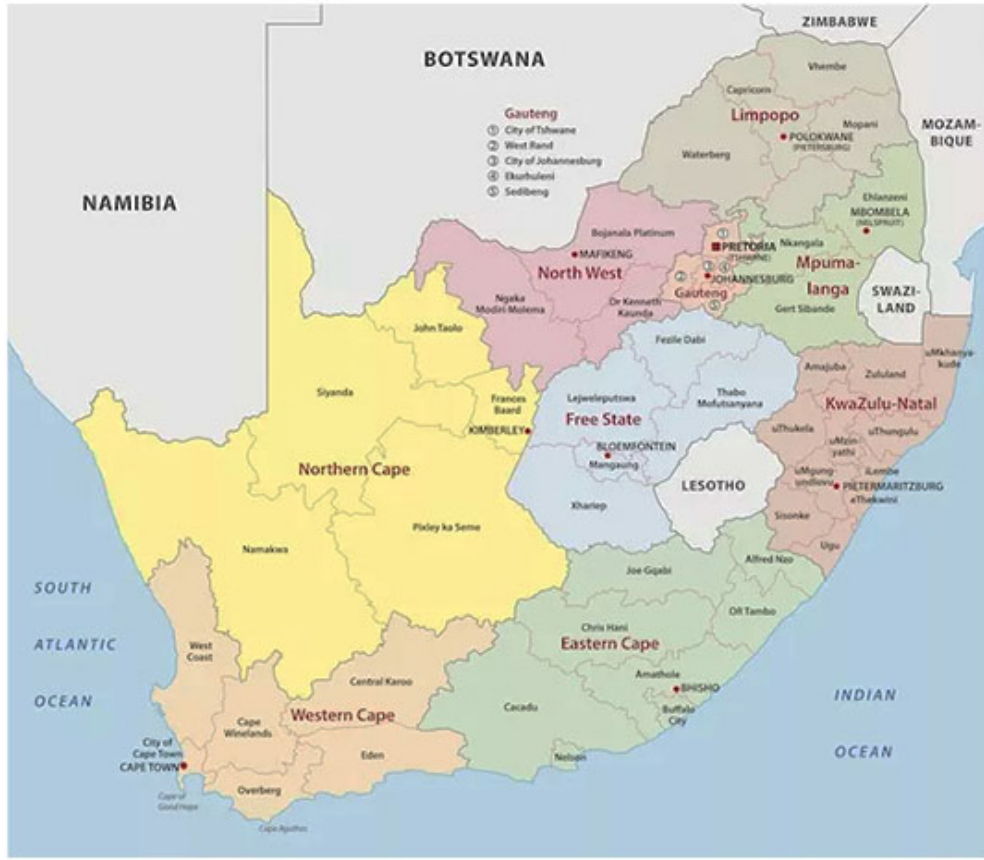 ZIMBABWE
BOTSWANA
Vhembe
Capricorn
Gauteng
Limpopo
① City of Tshwane
② West Rand
③ City of Johannesburg
④ Ekurhuleni
⑤ Sedibeng
Mopani
MOZAM-
BIQUE
POLOKWANE
(PIETERSBURG)
Waterberg
NAMIBIA
Ehlanzeni
MBOMBELA
(NELSPRUIT)
Bojanala Platinum
①
PRETORIA
(TSHWANE)
Nkangala
MAFIKENG
North West
Mpuma-
langa
② ③ ④
JOHANNESBURG
Gauteng
⑤
SWAZI-
LAND
Ngaka
Modiri Molema
Dr Kenneth
Kaunda
Gert Sibande
John Taolo
Fezile Dabi
uMkhanya-
kude
Amajuba
Zululand
Siyanda
Frances
Baard
Lejweleputswa
Thabo
Mofutsanyana
KwaZulu-Natal
Free State
KIMBERLEY
uThukela
uMzin-
yathi
uThungulu
BLOEMFONTEIN
Mangaung
Northern Cape
LESOTHO
uMgung-
undlovu
iLembe
PIETERMARITZBURG
eThekwini
Xhariep
Sisonke
Pixley ka Seme
Namakwa
Ugu
Alfred Nzo
Joe Gqabi
SOUTH
ATLANTIC
OCEAN
OR Tambo
Chris Hani
Eastern Cape
West
Coast
Central Karoo
Amathole
BHISHO
Buffalo
City
INDIAN
OCEAN
Cacadu
Western Cape
Cape
Winelands
City of
Cape Town
CAPE TOWN
Eden
Nelson
Overberg
Cape of
Good Hope
Cape Agulhas